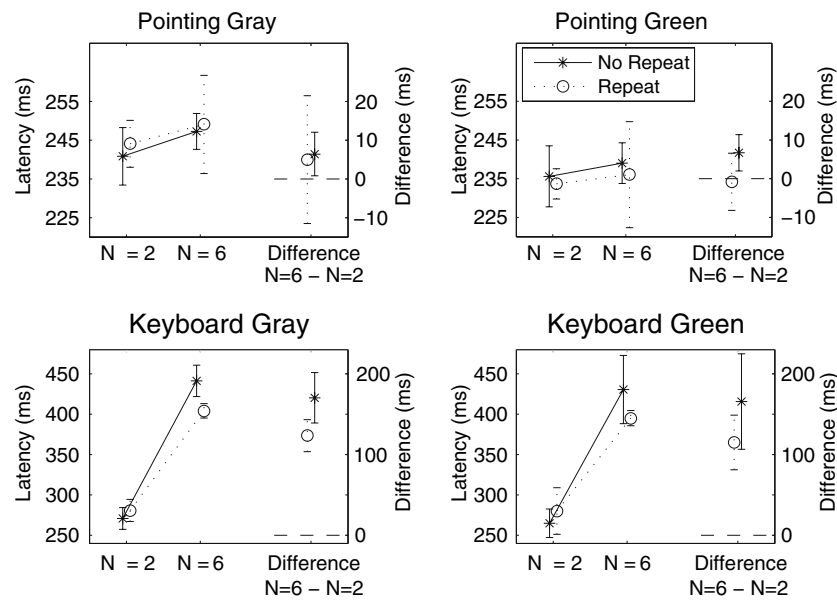 Pointing Gray
Latency (ms)
255
245
235
225
20
10
0
−10
Difference (ms)
N = 2
N = 6
Difference
N=6 − N=2
Pointing Green
No Repeat
Repeat
Latency (ms)
255
245
235
225
20
10
0
−10
Difference (ms)
N = 2
N = 6
Difference
N=6 − N=2
Keyboard Gray
Latency (ms)
450
400
350
300
250
200
100
0
Difference (ms)
N = 2
N = 6
Difference
N=6 − N=2
Keyboard Green
Latency (ms)
450
400
350
300
250
200
100
0
Difference (ms)
N = 2
N = 6
Difference
N=6 − N=2